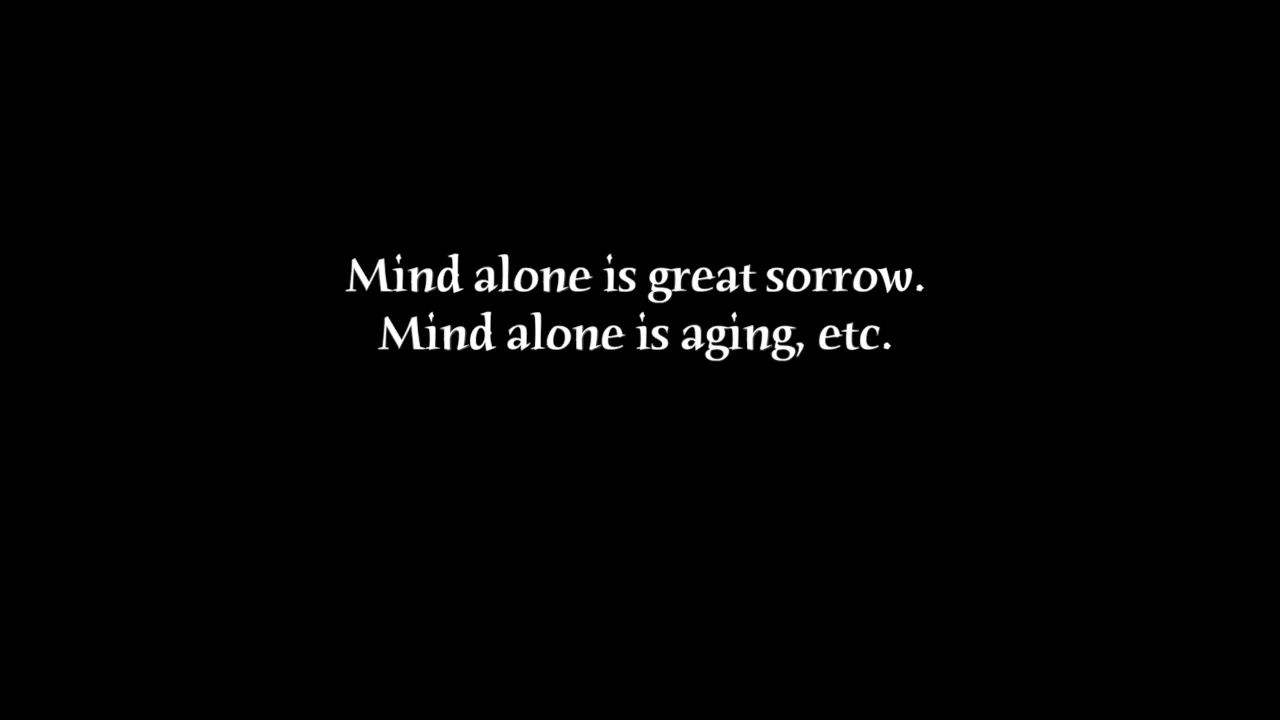 Mind alone is great sorrow.
Mind alone is aging, etc.